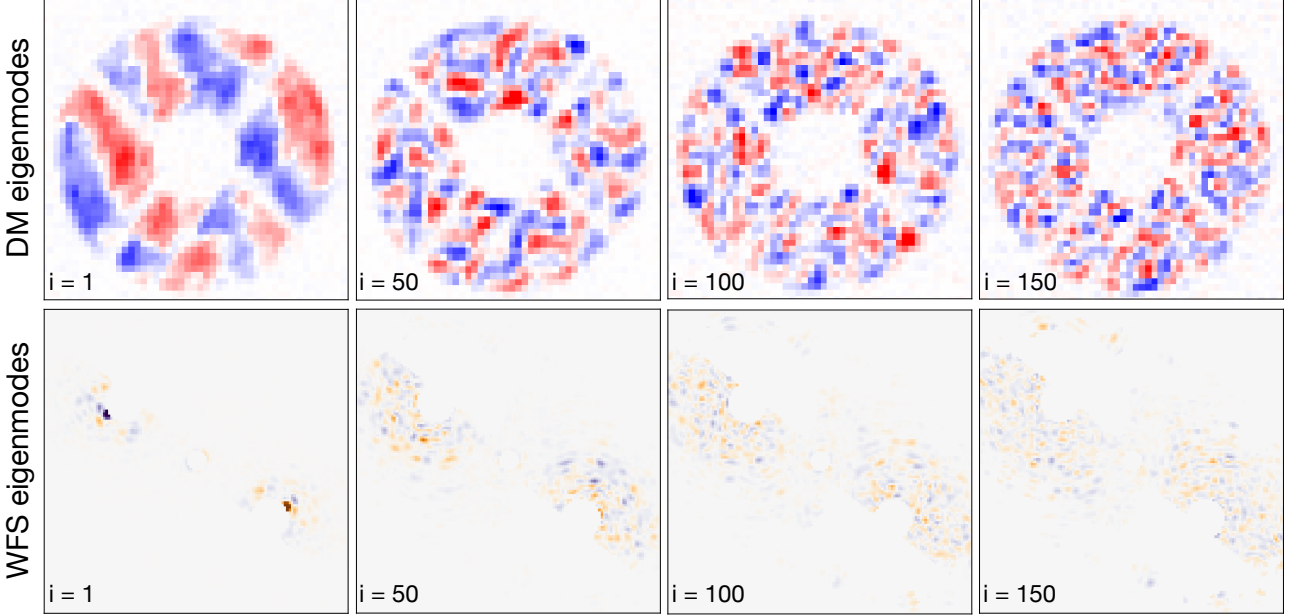 DM eigenmodes
i = 1
i = 50
i = 100
i = 150
WFS eigenmodes
i = 1
i = 50
i = 100
i = 150